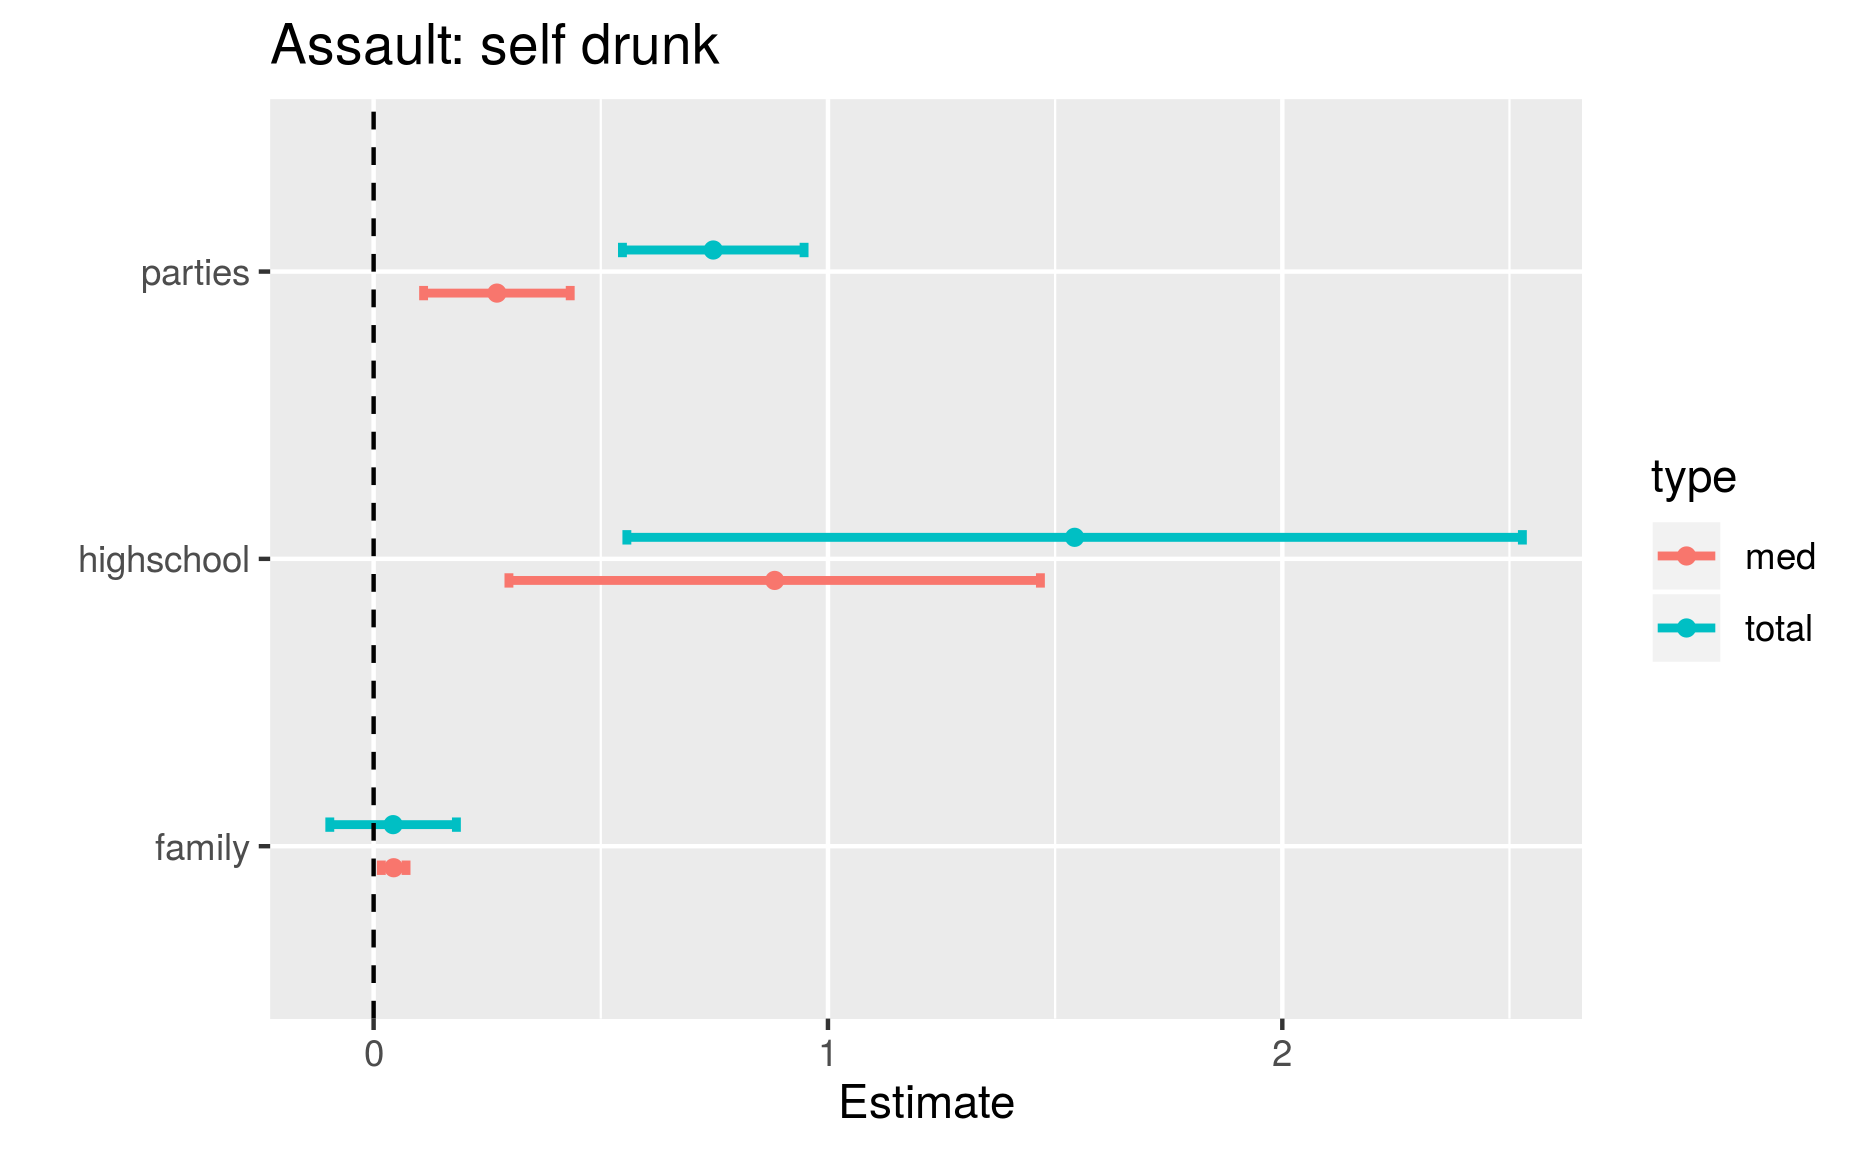 Assault: self drunk
parties
highschool
family
0 1 2
Estimate
type
med
total